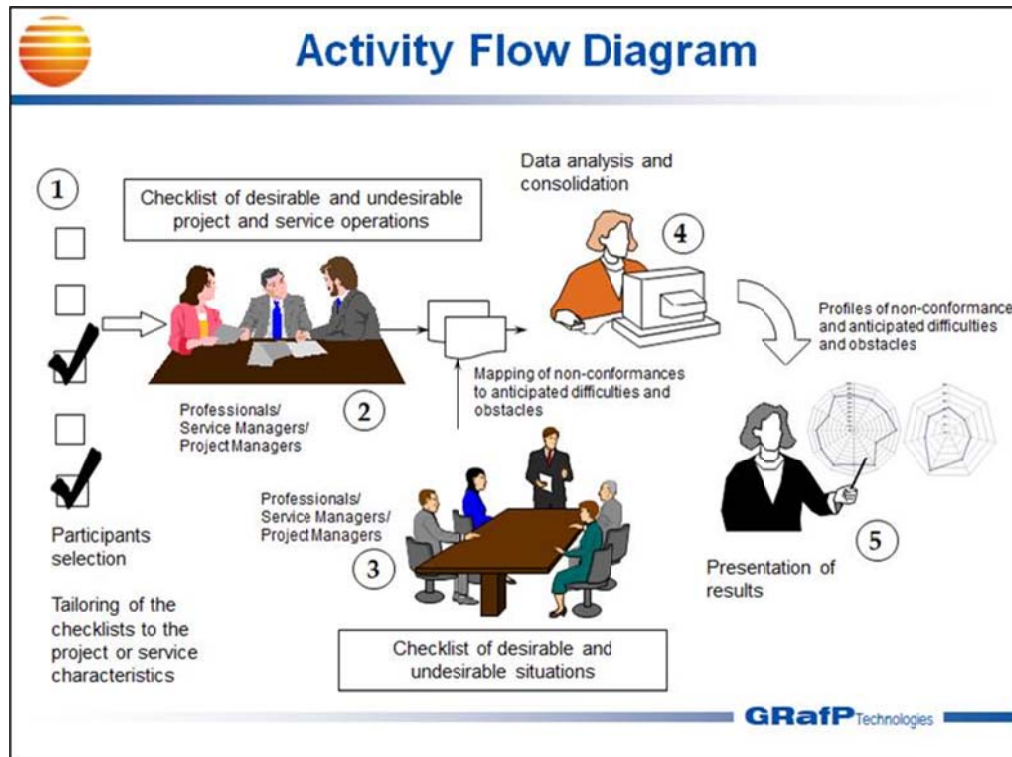 Activity Flow Diagram
1
Checklist of desirable and undesirable
project and service operations
Data analysis and
consolidation
4
Profiles of non-conformance
and anticipated difficulties
and obstacles
Mapping of non-conformances
to anticipated difficulties and
obstacles
2
Professionals/
Service Managers/
Project Managers
Professionals/
Service Managers/
Project Managers
3
5
Participants
selection
Presentation of
results
Tailoring of the
checklists to the
project or service
characteristics
Checklist of desirable and
undesirable situations
GRafP Technologies